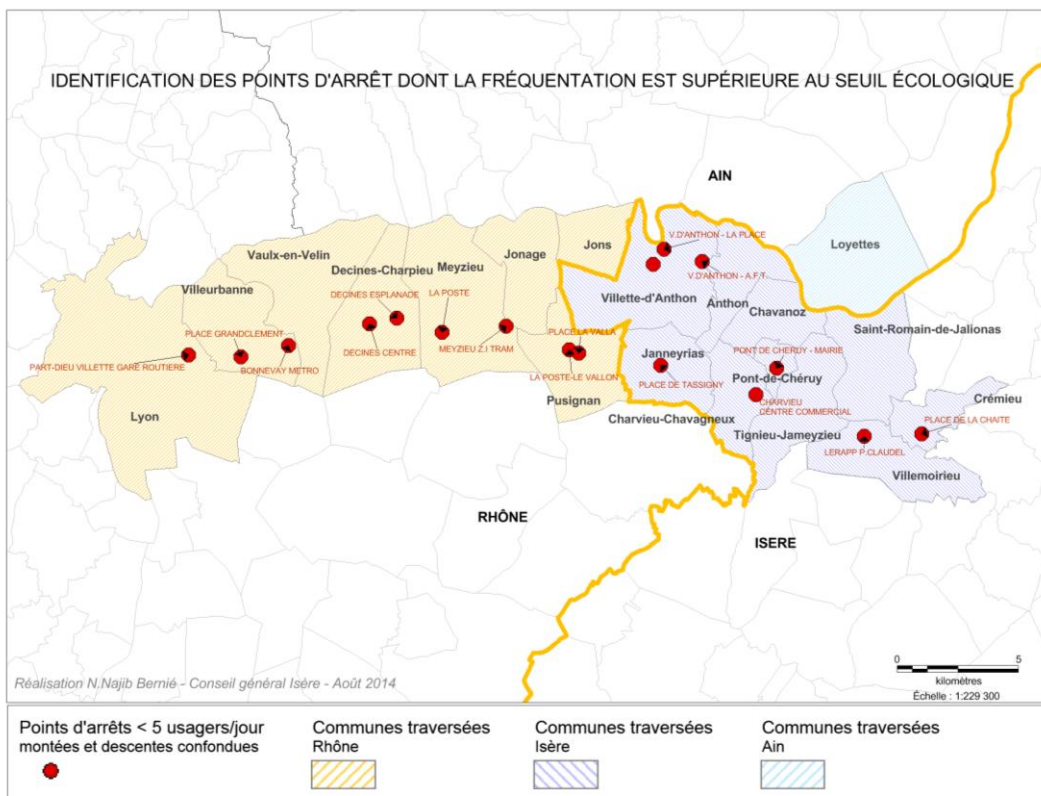 IDENTIFICATION DES POINTS D'ARRÊT DONT LA FRÉQUENTATION EST SUPÉRIEURE AU SEUIL ÉCOLOGIQUE
AIN
Loyettes
Jons
V.D'ANTHON - LA PLACE
V.D'ANTHON - A.F.T
Vaulx-en-Velin
Decines-Charpieu
Meyzieu
Jonage
Villeurbanne
DECINES ESPLANADE
LA POSTE
Villette-d'Anthon
Anthon
Chavanoz
Saint-Romain-de-Jalionas
PLACE GRANDCLEMENT
PLACE LA VALLA
PART-DIEU VILLETTE GARE ROUTIERE
BONNEVAY METRO
DECINES CENTRE
MEYZIEU Z.I TRAM
LA POSTE-LE VALLON
Janneyrias
PONT DE CHERUY - MAIRIE
Pont-de-Chéruy
PLACE DE TASSIGNY
Pusignan
CHARVIEU
CENTRE COMMERCIAL
Crémieu
Lyon
Charvieu-Chavagneux
Tignieu-Jameyzieu
PLACE DE LA CHAITE
LERAPP P.CLAUDEL
Villemoirieu
RHÔNE
ISERE
0 5
kilomètres
Échelle : 1:229 300
Réalisation N.Najib Bernié - Conseil général Isère - Août 2014
Points d'arrêts < 5 usagers/jour
montées et descentes confondues
Communes traversées
Rhône
Communes traversées
Isère
Communes traversées
Ain